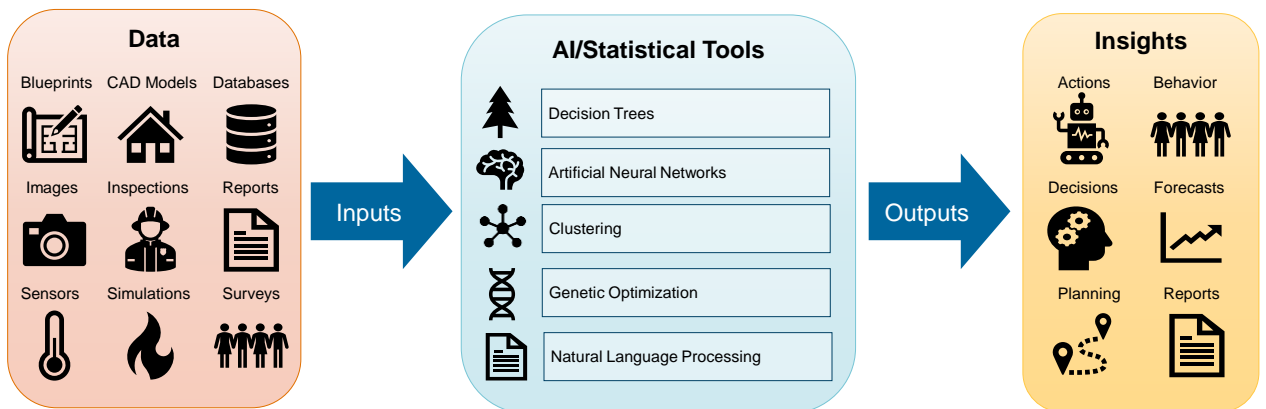 Data
Blueprints CAD Models Databases
Images Inspections Reports
Sensors Simulations Surveys
Inputs
AI/Statistical Tools
Decision Trees
Artificial Neural Networks
Clustering
Genetic Optimization
Natural Language Processing
Outputs
Insights
Actions Behavior
Decisions Forecasts
Planning Reports